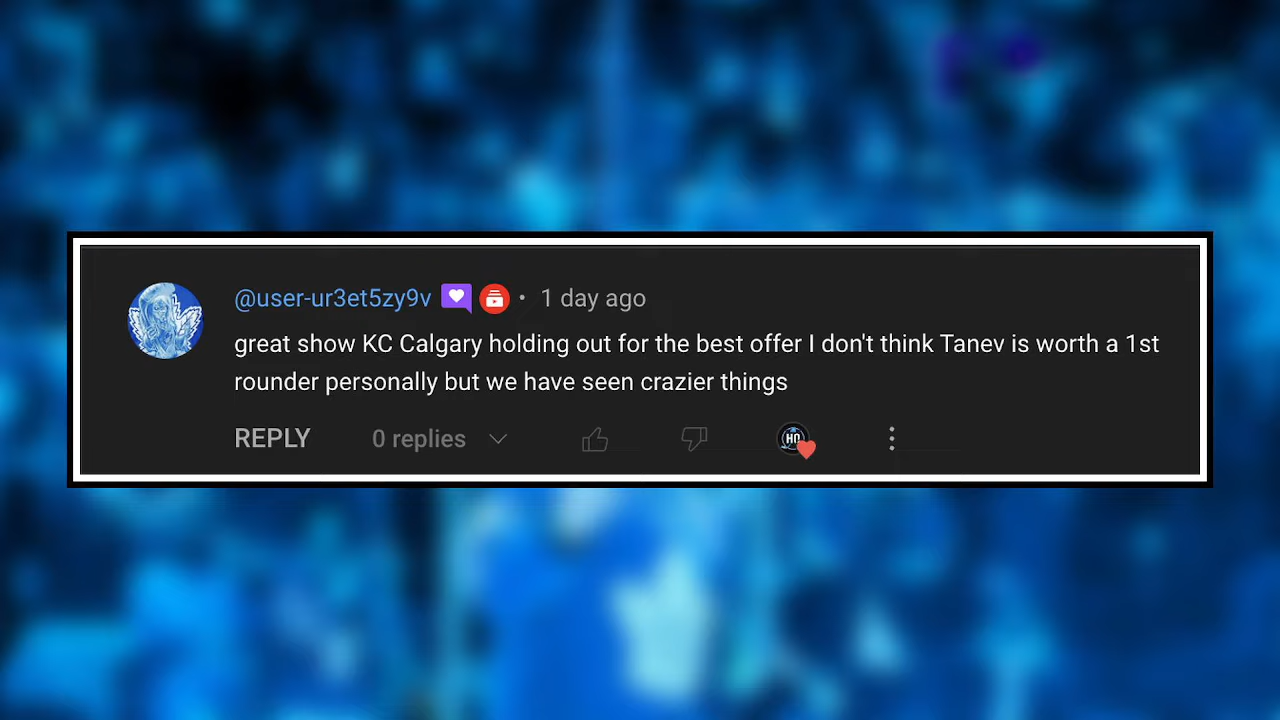 @user-ur3et5zy9v • 1 day ago
great show KC Calgary holding out for the best offer I don't think Tanev is worth a 1st
rounder personally but we have seen crazier things
REPLY 0 replies
HQ